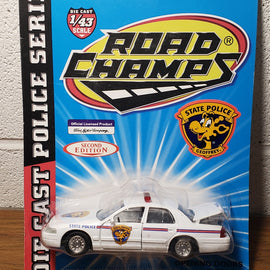 DIE CAST
1/43
SCALE
ROAD
CHAMPS®
DIE CAST POLICE SERIES
Official Licensed Product
SECOND
EDITION
STATE POLICE
GEOFFREY
STATE POLICE